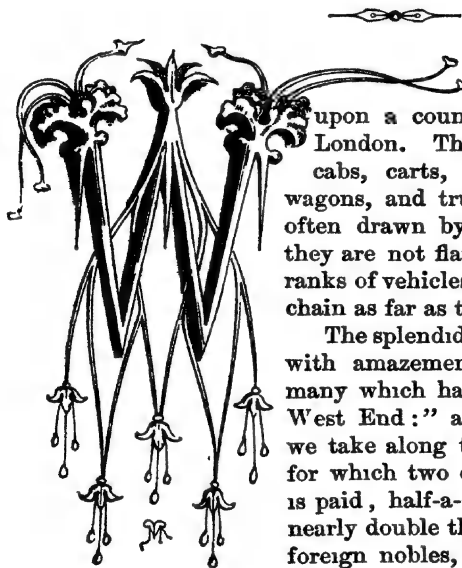 W
upon a coun
London. Th
cabs, carts,
wagons, and tru
often drawn by
they are not fla
ranks of vehicles
chain as far as t
The splendid
with amazemen
many which ha
West End:" a
we take along t
for which two
is paid, half-a-
nearly double th
foreign nobles,